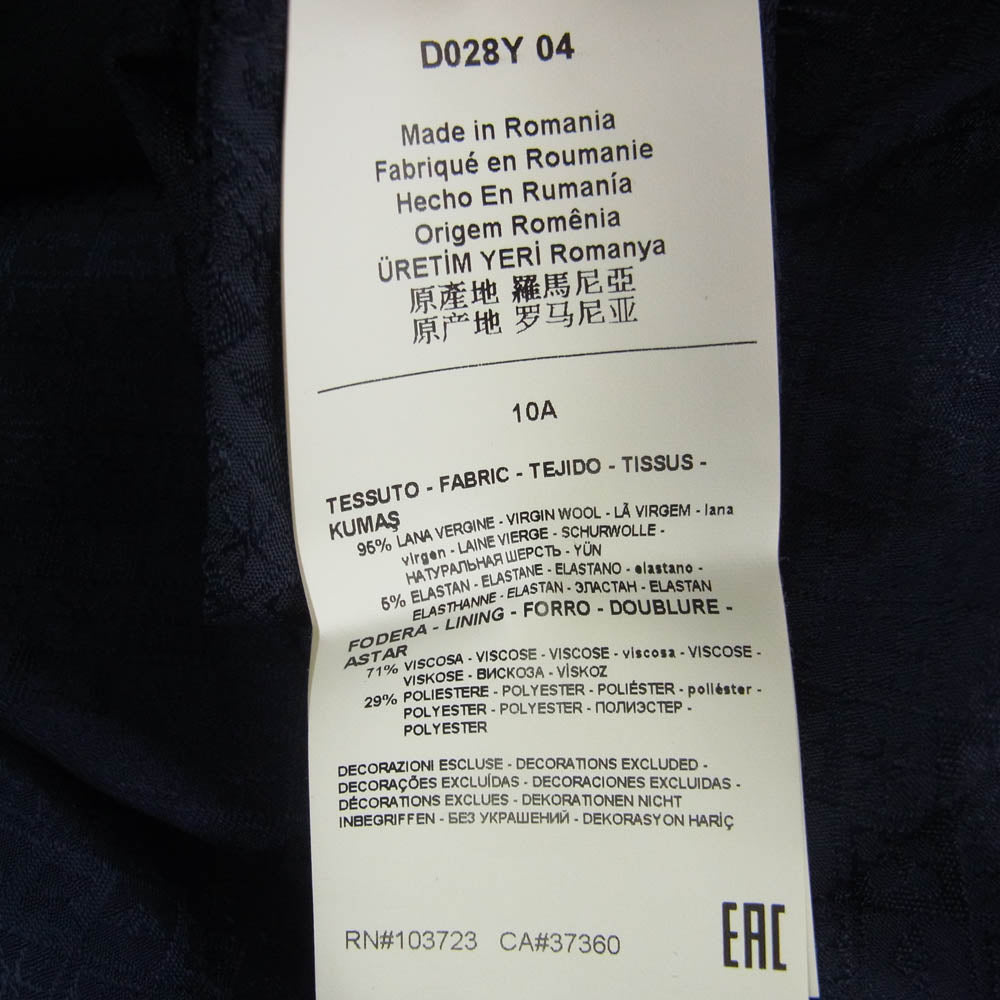 D028Y 04
Made in Romania
Fabriqué en Roumanie
Hecho En Rumanía
Origem Romênia
ÜRETİM YERİ Romanya
原產地 羅馬尼亞
原产地 罗马尼亚
10A
TESSUTO - FABRIC - TEJIDO - TISSUS -
KUMAŞ
95% LANA VERGINE - VIRGIN WOOL - LÃ VIRGEM - lana
virgen - LAINE VIERGE - SCHURWOLLE -
НАТУРАЛЬНАЯ ШЕРСТЬ - YÜN
5% ELASTAN - ELASTANE - ELASTANO - elastano -
ELASTHANNE - ELASTAN - ЭЛАСТАН - ELASTAN
FODERA - LINING - FORRO - DOUBLURE -
ASTAR
71% VISCOSA - VISCOSE - VISCOSE - viscosa - VISCOSE -
VISKOSE - ВИСКОЗА - VİSKOZ
29% POLIESTERE - POLYESTER - POLIÉSTER - poliéster -
POLYESTER - POLYESTER - ПОЛИЭСТЕР -
POLYESTER
DECORAZIONI ESCLUSE - DECORATIONS EXCLUDED -
DECORAÇÕES EXCLUÍDAS - DECORACIONES EXCLUIDAS -
DÉCORATIONS EXCLUES - DEKORATIONEN NICHT
INBEGRIFFEN - БЕЗ УКРАШЕНИЙ - DEKORASYON HARİÇ
RN#103723 CA#37360
EAC